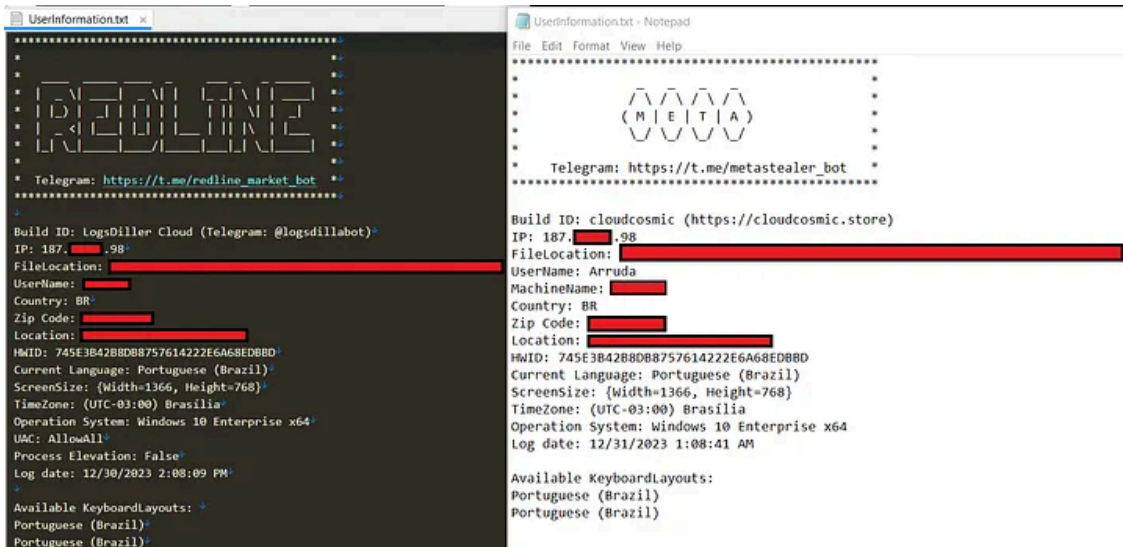 UserInformation.txt ×
REDLINE
Telegram: https://t.me/redline_market_bot
Build ID: LogsDiller Cloud (Telegram: @logsdillabot)
IP: 187. .98
FileLocation:
UserName:
Country: BR
Zip Code:
Location:
HWID: 745E3B42B8DB8757614222E6A68EDBBD
Current Language: Portuguese (Brazil)
ScreenSize: {Width=1366, Height=768}
TimeZone: (UTC-03:00) Brasília
Operation System: Windows 10 Enterprise x64
UAC: AllowAll
Process Elevation: False
Log date: 12/30/2023 2:08:09 PM
Available KeyboardLayouts:
Portuguese (Brazil)
Portuguese (Brazil)
UserInformation.txt - Notepad
File Edit Format View Help
( M | E | T | A )
Telegram: https://t.me/metastealer_bot
Build ID: cloudcosmic (https://cloudcosmic.store)
IP: 187. .98
FileLocation:
UserName: Arruda
MachineName:
Country: BR
Zip Code:
Location:
HWID: 745E3B42B8DB8757614222E6A68EDBBD
Current Language: Portuguese (Brazil)
ScreenSize: {Width=1366, Height=768}
TimeZone: (UTC-03:00) Brasília
Operation System: Windows 10 Enterprise x64
Log date: 12/31/2023 1:08:41 AM
Available KeyboardLayouts:
Portuguese (Brazil)
Portuguese (Brazil)